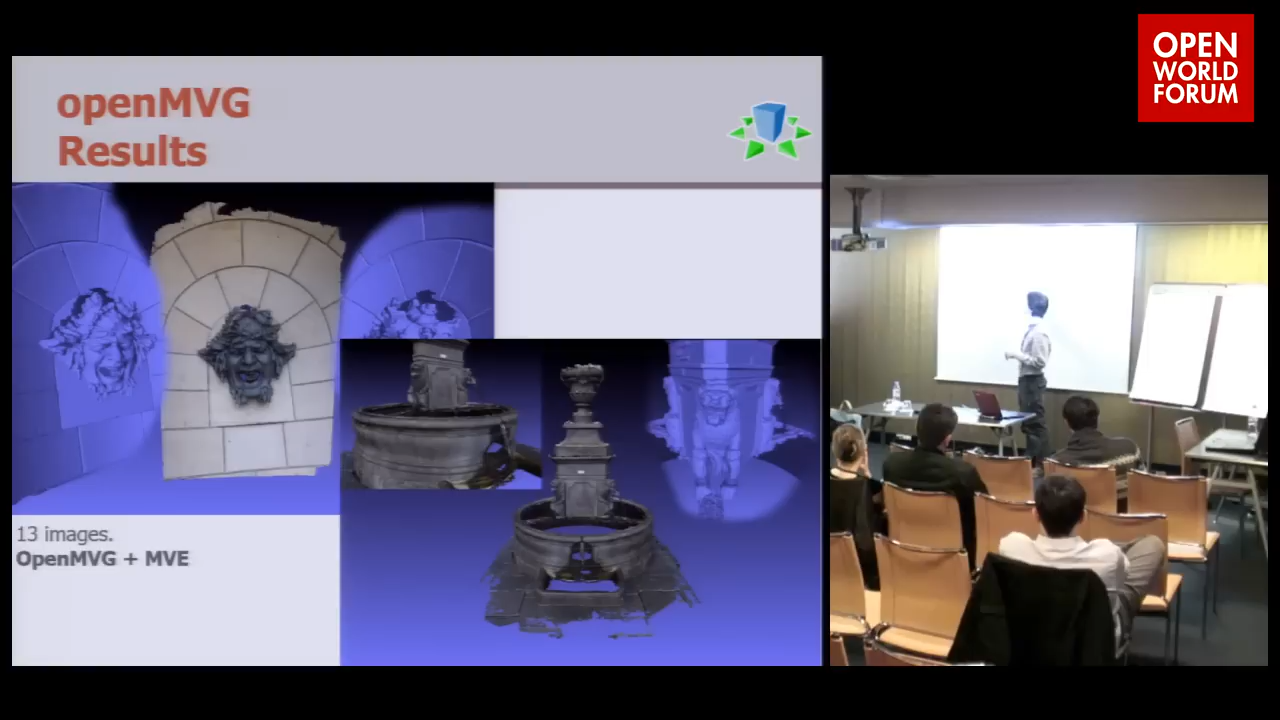 openMVG
Results
13 images.
OpenMVG + MVE
OPEN
WORLD
FORUM